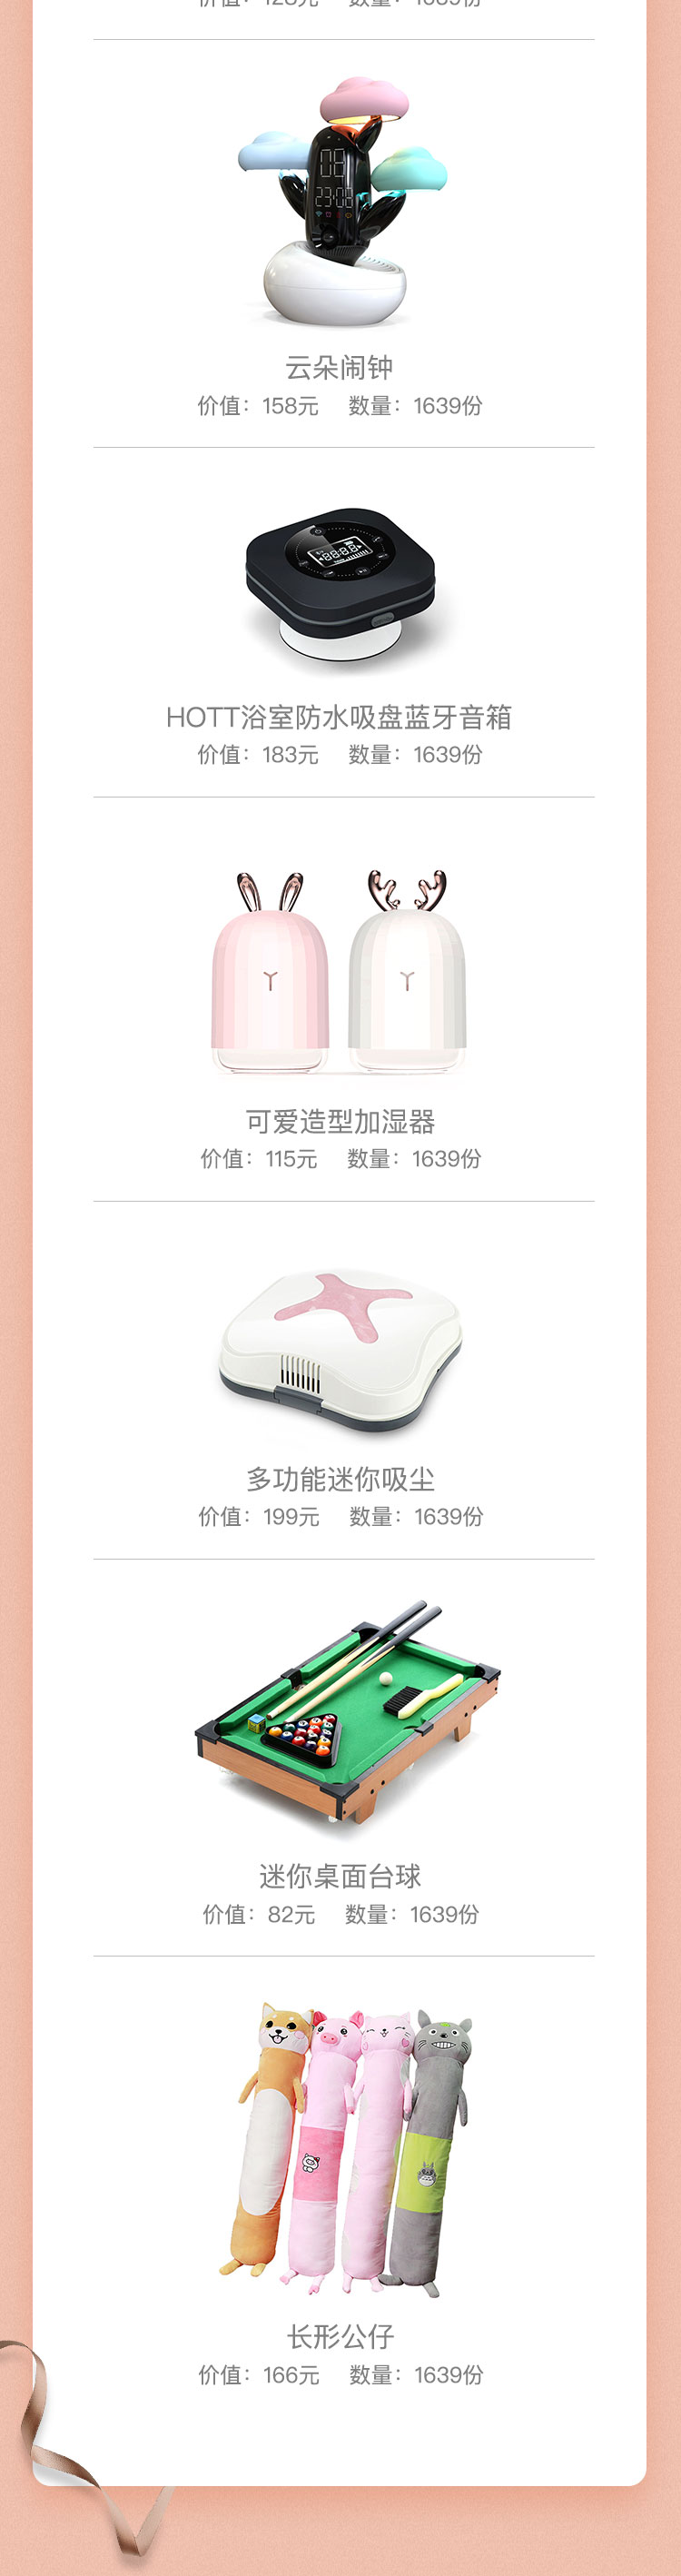 价值：128元 数量：1639份
云朵闹钟
价值：158元 数量：1639份
HOTT浴室防水吸盘蓝牙音箱
价值：183元 数量：1639份
可爱造型加湿器
价值：115元 数量：1639份
多功能迷你吸尘
价值：199元 数量：1639份
迷你桌面台球
价值：82元 数量：1639份
长形公仔
价值：166元 数量：1639份